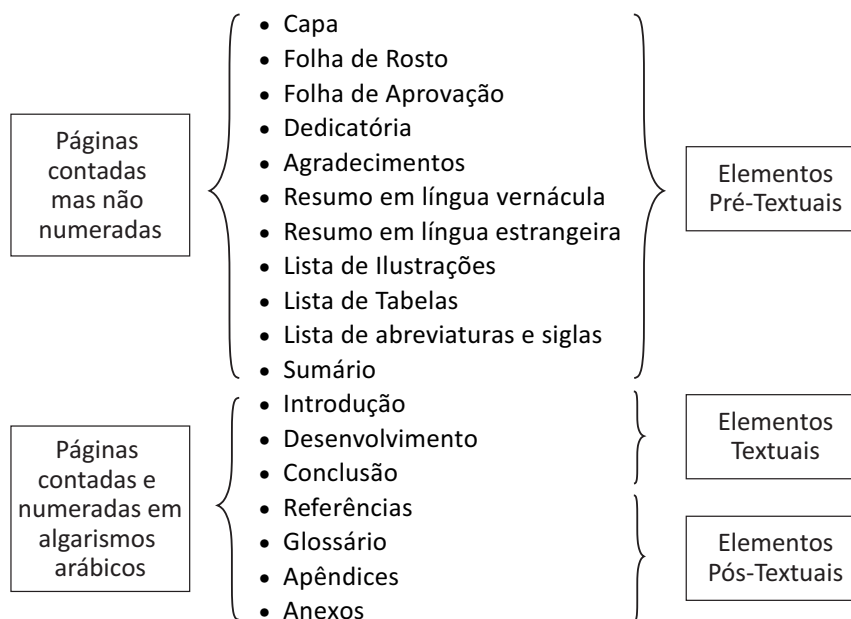 Páginas
contadas
mas não
numeradas
• Capa
• Folha de Rosto
• Folha de Aprovação
• Dedicatória
• Agradecimentos
• Resumo em língua vernácula
• Resumo em língua estrangeira
• Lista de Ilustrações
• Lista de Tabelas
• Lista de abreviaturas e siglas
• Sumário
Elementos
Pré-Textuais
Páginas
contadas e
numeradas em
algarismos
arábicos
• Introdução
• Desenvolvimento
• Conclusão
• Referências
• Glossário
• Apêndices
• Anexos
Elementos
Textuais
Elementos
Pós-Textuais